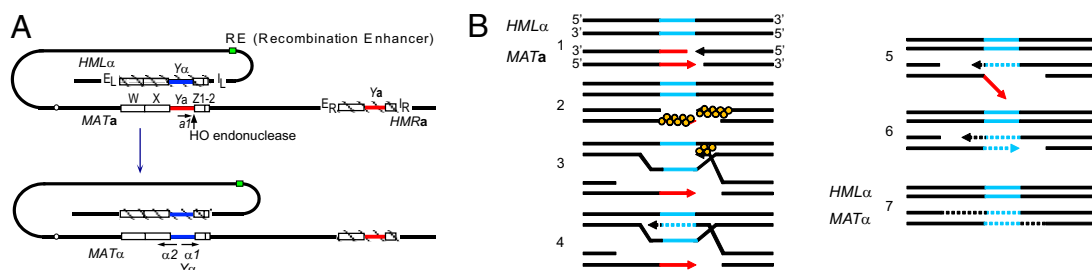 A
RE (Recombination Enhancer)
HMLα
Yα
EL IL
W X Ya Z1-2
Ya
ER IR
MATa
a1
HMRa
HO endonuclease
MATα
α2 α1
Yα
B
HMLα
5' 3'
3' 5'
1
MATa
3' 5'
5' 3'
2
3
4
5
6
HMLα
7
MATα